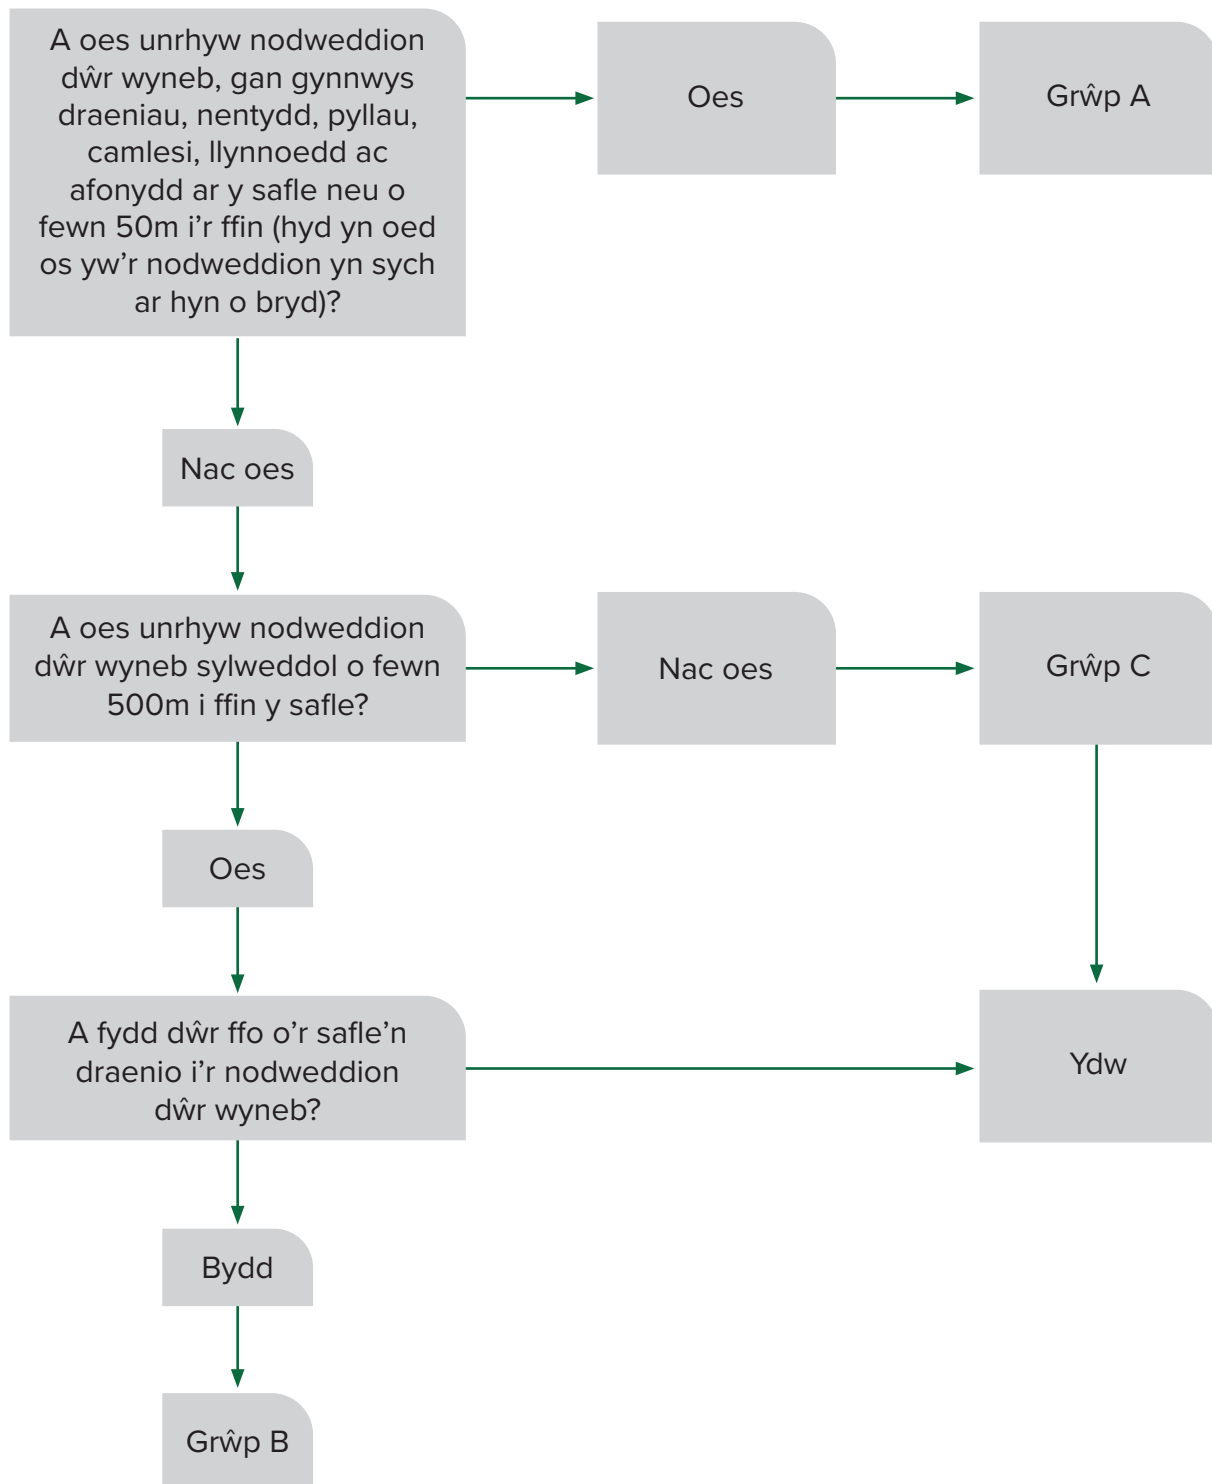 A oes unrhyw nodweddion
dŵr wyneb, gan gynnwys
draeniau, nentydd, pyllau,
camlesi, llynnoedd ac
afonydd ar y safle neu o
fewn 50m i’r ffin (hyd yn oed
os yw’r nodweddion yn sych
ar hyn o bryd)?
Oes
Grŵp A
Nac oes
A oes unrhyw nodweddion
dŵr wyneb sylweddol o fewn
500m i ffin y safle?
Nac oes
Grŵp C
Oes
A fydd dŵr ffo o’r safle’n
draenio i’r nodweddion
dŵr wyneb?
Ydw
Bydd
Grŵp B